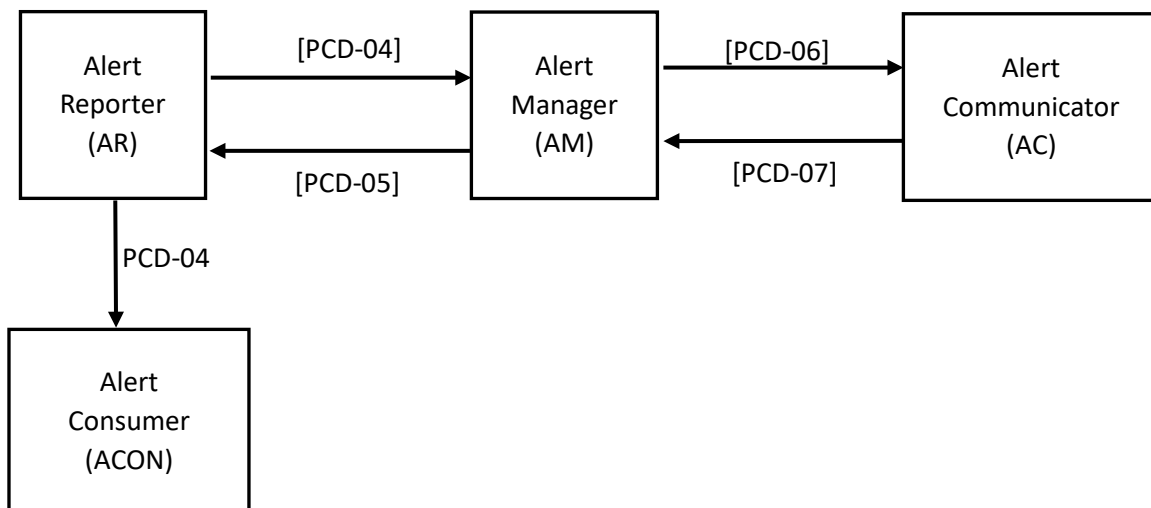 Alert
Reporter
(AR)
[PCD-04]
[PCD-05]
Alert
Manager
(AM)
[PCD-06]
[PCD-07]
Alert
Communicator
(AC)
PCD-04
Alert
Consumer
(ACON)